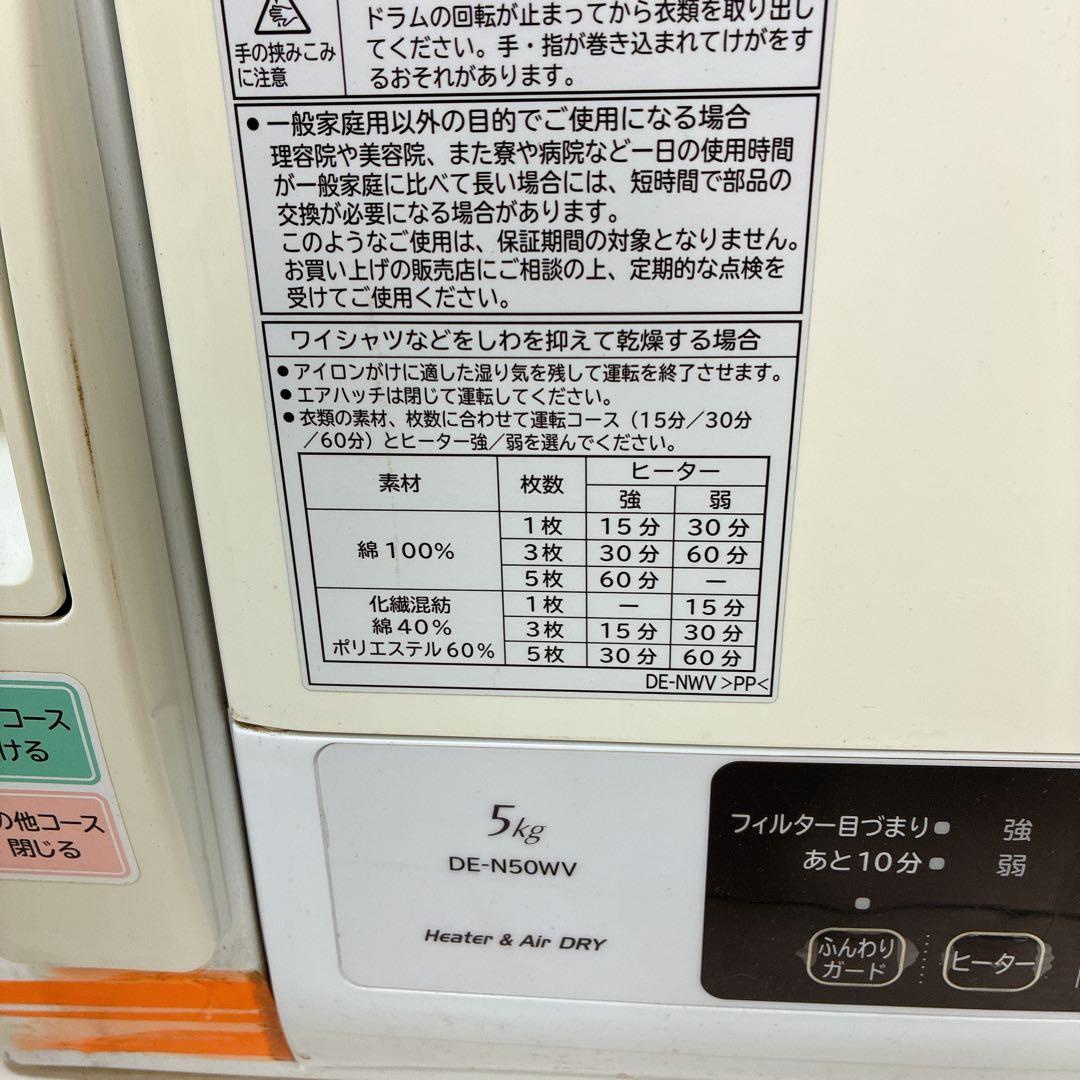 手の挟みこみ
に注意
ドラムの回転が止まってから衣類を取り出し
てください。手・指が巻き込まれてけがをす
るおそれがあります。
●一般家庭用以外の目的でご使用になる場合
理容院や美容院、また寮や病院など一日の使用時間
が一般家庭に比べて長い場合には、短時間で部品の
交換が必要になる場合があります。
このようなご使用は、保証期間の対象となりません。
お買い上げの販売店にご相談の上、定期的な点検を
受けてご使用ください。
ワイシャツなどをしわを抑えて乾燥する場合
●アイロンがけに適した湿り気を残して運転を終了させます。
●エアハッチは閉じて運転してください。
●衣類の素材、枚数に合わせて運転コース（15分／30分
／60分）とヒーター強／弱を選んでください。
素材 枚数 ヒーター
強 弱
綿100% 1枚 15分 30分
3枚 30分 60分
5枚 60分 ー
化繊混紡
綿40%
ポリエステル60%
1枚 ー 15分
3枚 15分 30分
5枚 30分 60分
DE-NWV >PP<
コース
ける
の他コース
閉じる
5kg
DE-N50WV
Heater & Air DRY
フィルター目づまり 強
あと10分 弱
ふんわり
ガード
ヒーター